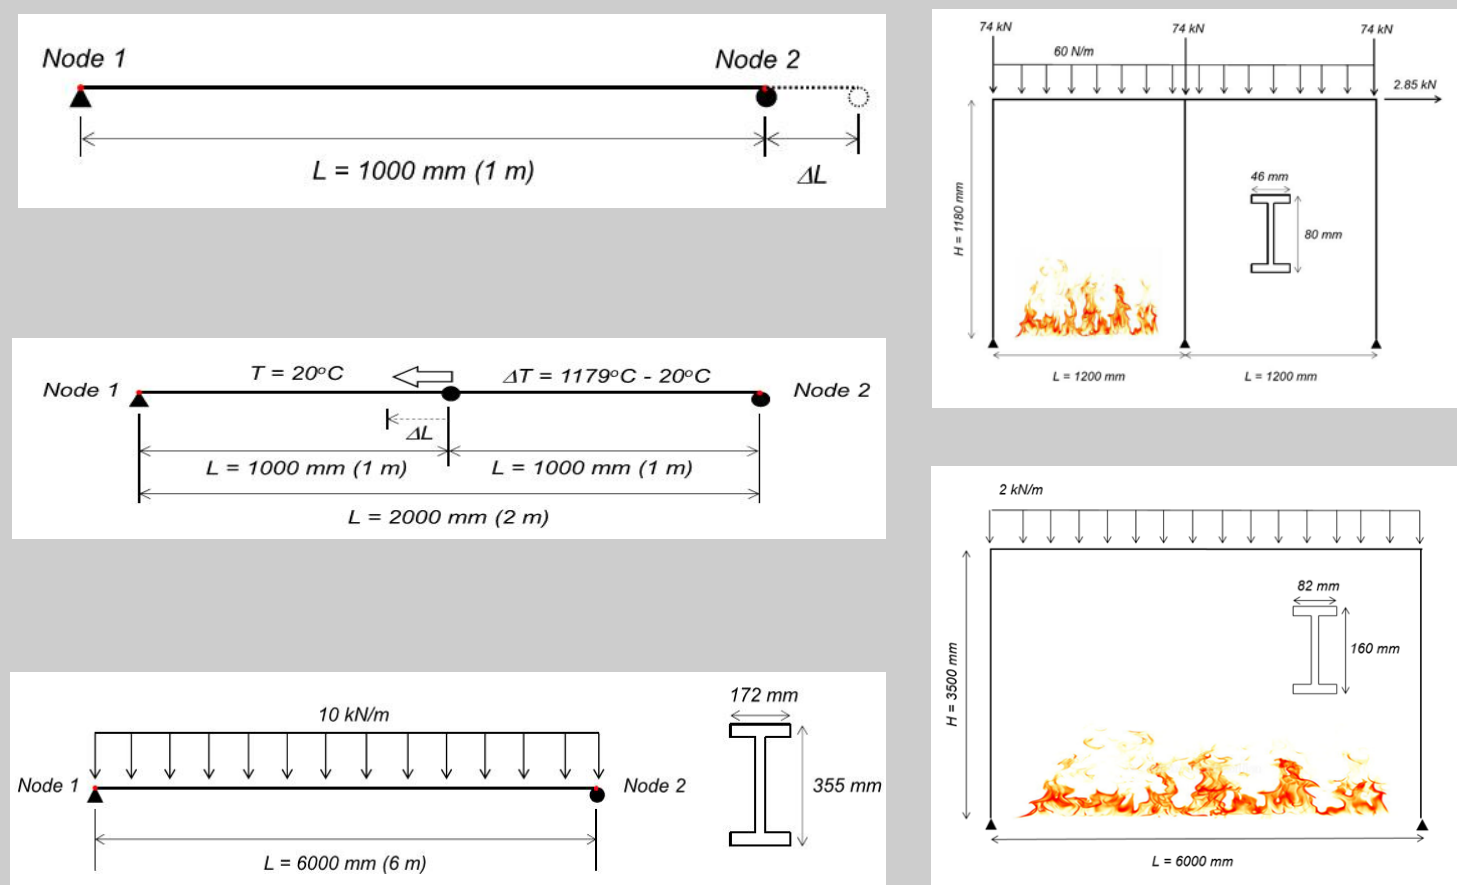 Node 1
Node 2
L = 1000 mm (1 m)
ΔL
T = 20°C
ΔT = 1179°C - 20°C
Node 1
Node 2
ΔL
L = 1000 mm (1 m)
L = 1000 mm (1 m)
L = 2000 mm (2 m)
10 kN/m
Node 1
Node 2
L = 6000 mm (6 m)
172 mm
355 mm
74 kN
74 kN
74 kN
60 N/m
2.85 kN
H = 1180 mm
46 mm
80 mm
L = 1200 mm
L = 1200 mm
2 kN/m
82 mm
160 mm
H = 3500 mm
L = 6000 mm